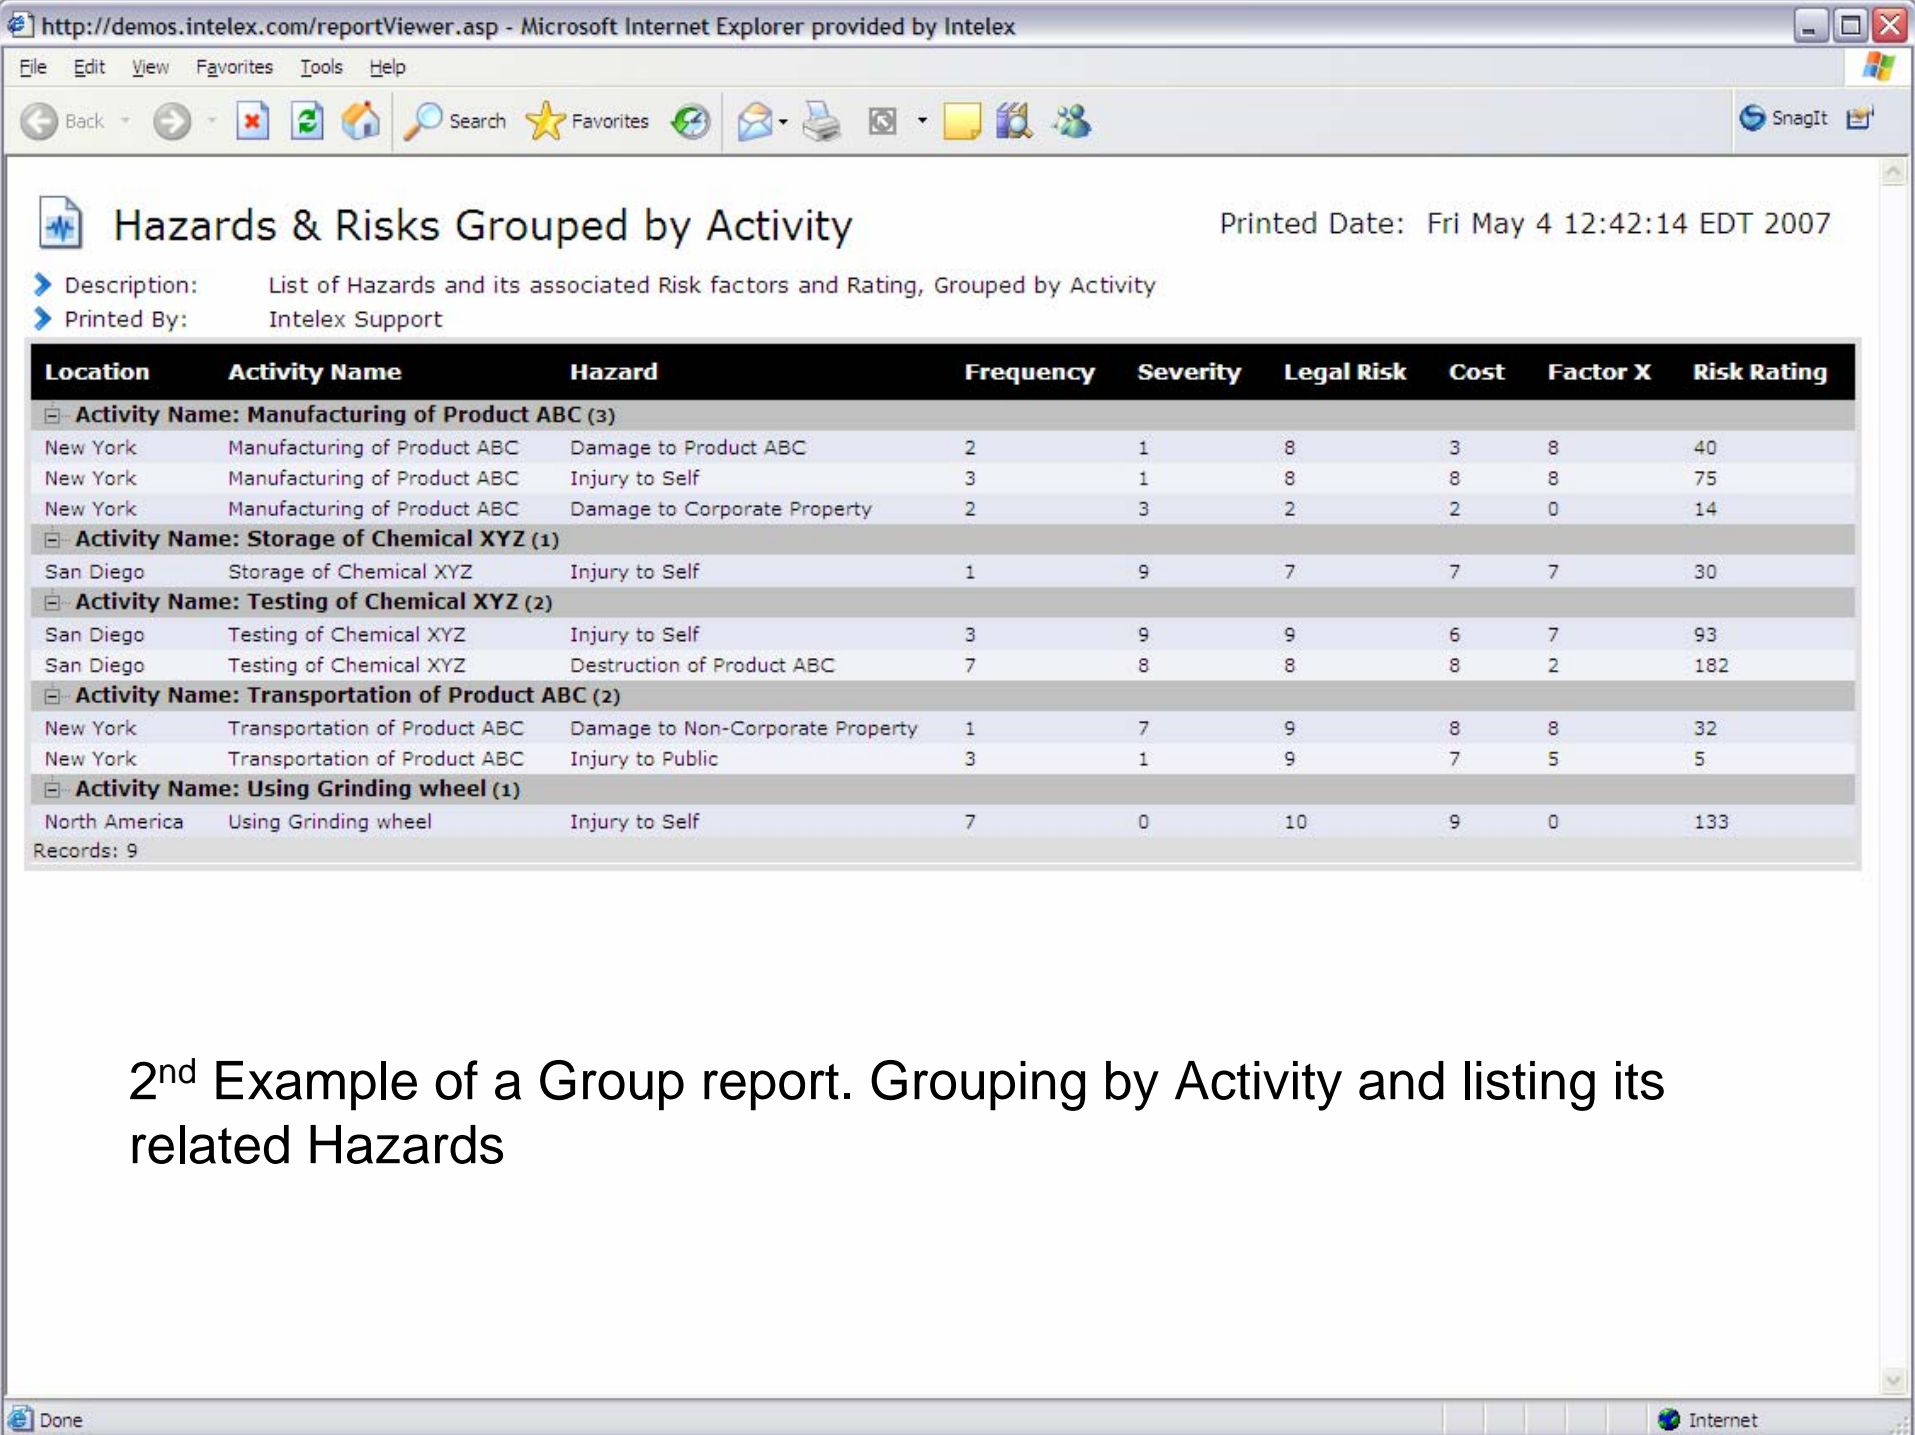 http://demos.intelex.com/reportViewer.asp - Microsoft Internet Explorer provided by Intelex
File Edit View Favorites Tools Help
Back Search Favorites SnagIt
Hazards & Risks Grouped by Activity Printed Date: Fri May 4 12:42:14 EDT 2007
Description: List of Hazards and its associated Risk factors and Rating, Grouped by Activity
Printed By: Intelex Support
Location Activity Name Hazard Frequency Severity Legal Risk Cost Factor X Risk Rating
Activity Name: Manufacturing of Product ABC (3)
New York Manufacturing of Product ABC Damage to Product ABC 2 1 8 3 8 40
New York Manufacturing of Product ABC Injury to Self 3 1 8 8 8 75
New York Manufacturing of Product ABC Damage to Corporate Property 2 3 2 2 0 14
Activity Name: Storage of Chemical XYZ (1)
San Diego Storage of Chemical XYZ Injury to Self 1 9 7 7 7 30
Activity Name: Testing of Chemical XYZ (2)
San Diego Testing of Chemical XYZ Injury to Self 3 9 9 6 7 93
San Diego Testing of Chemical XYZ Destruction of Product ABC 7 8 8 8 2 182
Activity Name: Transportation of Product ABC (2)
New York Transportation of Product ABC Damage to Non-Corporate Property 1 7 9 8 8 32
New York Transportation of Product ABC Injury to Public 3 1 9 7 5 5
Activity Name: Using Grinding wheel (1)
North America Using Grinding wheel Injury to Self 7 0 10 9 0 133
Records: 9
2nd Example of a Group report. Grouping by Activity and listing its
related Hazards
Done Internet